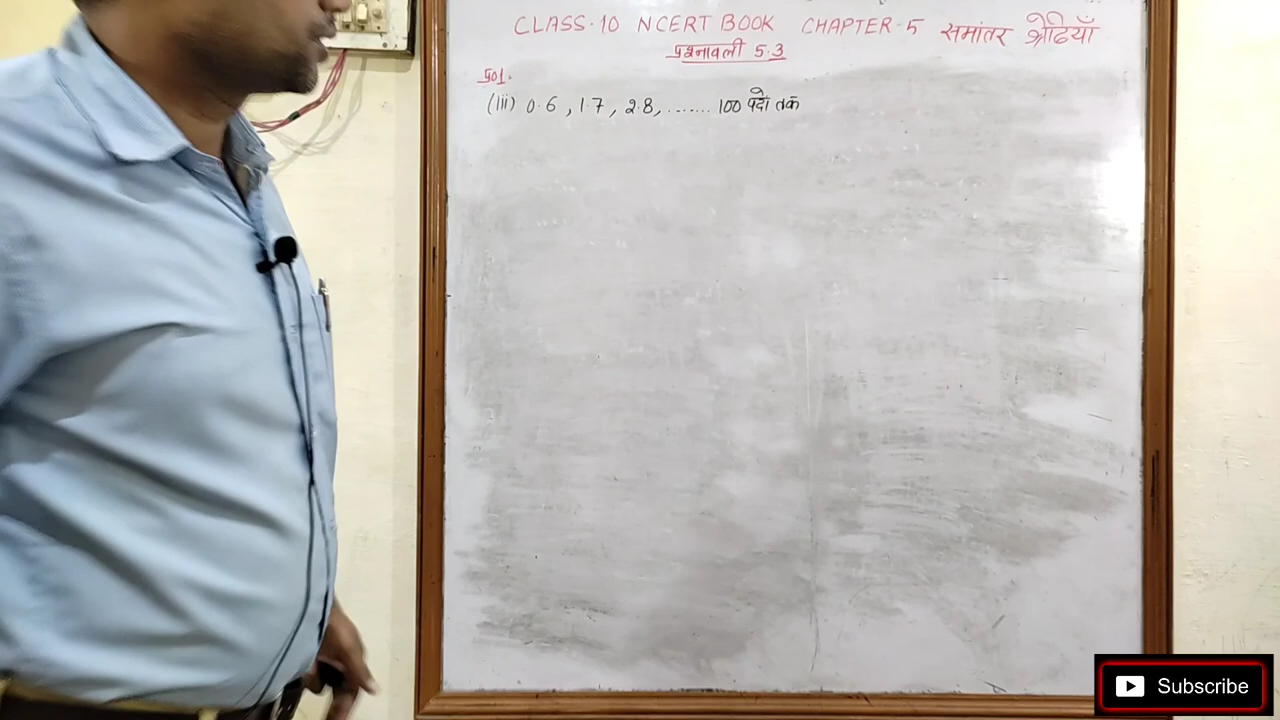 CLASS·10 NCERT BOOK CHAPTER·5 समांतर श्रेढियाँ
प्रश्नावली 5·3
प्र01.
(iii) 0·6, 1·7, 2·8, ....... 100 पदों तक
Subscribe